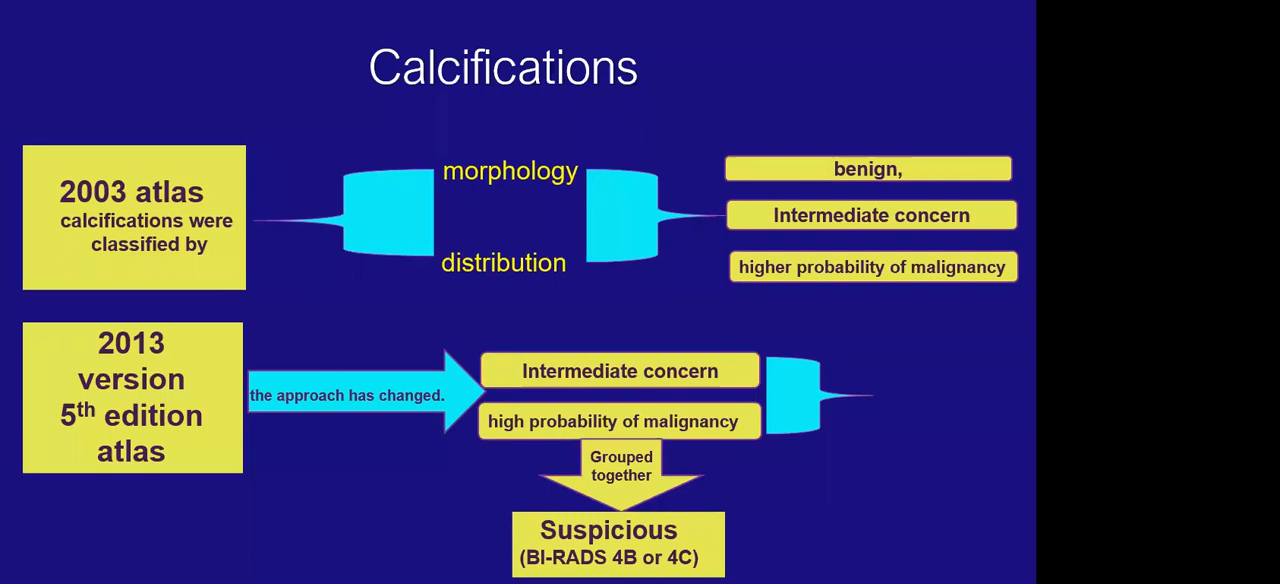 Calcifications
2003 atlas
calcifications were
classified by
morphology
distribution
benign,
Intermediate concern
higher probability of malignancy
2013
version
5th edition
atlas
the approach has changed.
Intermediate concern
high probability of malignancy
Grouped
together
Suspicious
(BI-RADS 4B or 4C)